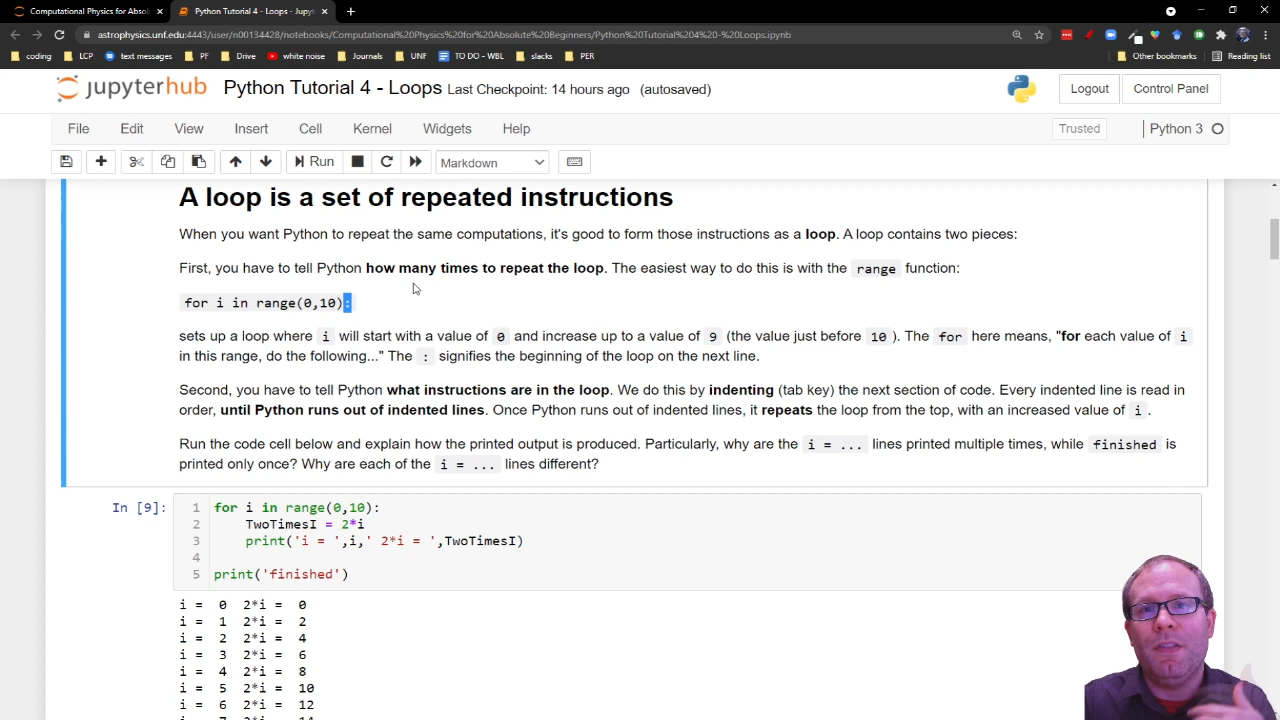 Computational Physics for Absol
Python Tutorial 4 - Loops - Jupyte
astrophysics.unf.edu:4443/user/n00134428/notebooks/Computational%20Physics%20for%20Absolute%20Beginners/Python%20Tutorial%204%20-%20Loops.ipynb
coding LCP text messages PF Drive white noise Journals UNF TO DO - WBL slacks PER Other bookmarks Reading list
jupyterhub Python Tutorial 4 - Loops Last Checkpoint: 14 hours ago (autosaved) Logout Control Panel
File Edit View Insert Cell Kernel Widgets Help Trusted Python 3
Run Markdown
A loop is a set of repeated instructions
When you want Python to repeat the same computations, it's good to form those instructions as a loop. A loop contains two pieces:
First, you have to tell Python how many times to repeat the loop. The easiest way to do this is with the range function:
for i in range(0,10):
sets up a loop where i will start with a value of 0 and increase up to a value of 9 (the value just before 10 ). The for here means, "for each value of i
in this range, do the following..." The : signifies the beginning of the loop on the next line.
Second, you have to tell Python what instructions are in the loop. We do this by indenting (tab key) the next section of code. Every indented line is read in
order, until Python runs out of indented lines. Once Python runs out of indented lines, it repeats the loop from the top, with an increased value of i .
Run the code cell below and explain how the printed output is produced. Particularly, why are the i = ... lines printed multiple times, while finished is
printed only once? Why are each of the i = ... lines different?
In [9]: 1 for i in range(0,10):
2 TwoTimesI = 2*i
3 print('i = ',i,' 2*i = ',TwoTimesI)
4
5 print('finished')
i = 0 2*i = 0
i = 1 2*i = 2
i = 2 2*i = 4
i = 3 2*i = 6
i = 4 2*i = 8
i = 5 2*i = 10
i = 6 2*i = 12
i = 7 2*i = 14